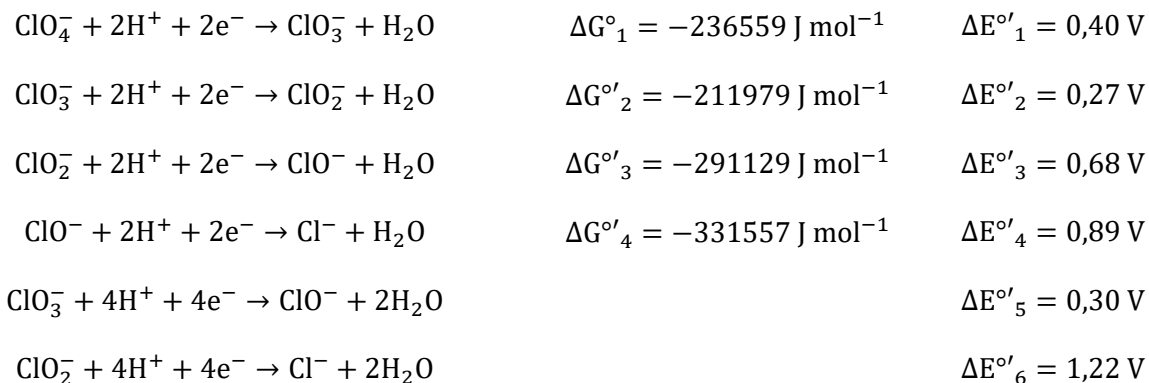 ClO₄⁻ + 2H⁺ + 2e⁻ → ClO₃⁻ + H₂O ΔG°₁ = −236559 J mol⁻¹ ΔE°′₁ = 0,40 V
ClO₃⁻ + 2H⁺ + 2e⁻ → ClO₂⁻ + H₂O ΔG°′₂ = −211979 J mol⁻¹ ΔE°′₂ = 0,27 V
ClO₂⁻ + 2H⁺ + 2e⁻ → ClO⁻ + H₂O ΔG°′₃ = −291129 J mol⁻¹ ΔE°′₃ = 0,68 V
ClO⁻ + 2H⁺ + 2e⁻ → Cl⁻ + H₂O ΔG°′₄ = −331557 J mol⁻¹ ΔE°′₄ = 0,89 V
ClO₃⁻ + 4H⁺ + 4e⁻ → ClO⁻ + 2H₂O ΔE°′₅ = 0,30 V
ClO₂⁻ + 4H⁺ + 4e⁻ → Cl⁻ + 2H₂O ΔE°′₆ = 1,22 V